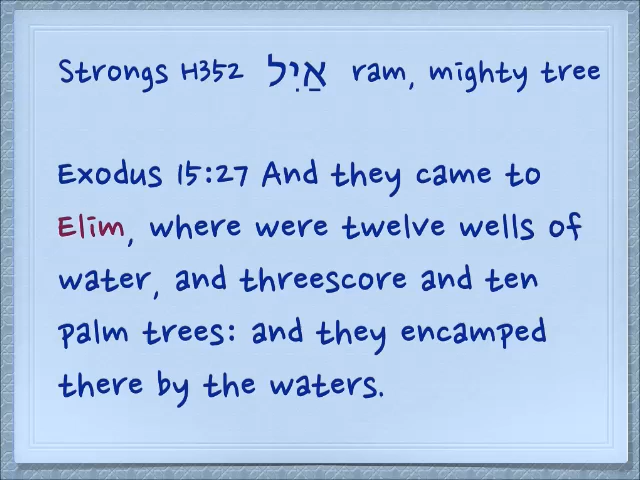 Strongs H352 אַיִל ram, mighty tree
Exodus 15:27 And they came to
Elim, where were twelve wells of
water, and threescore and ten
palm trees: and they encamped
there by the waters.